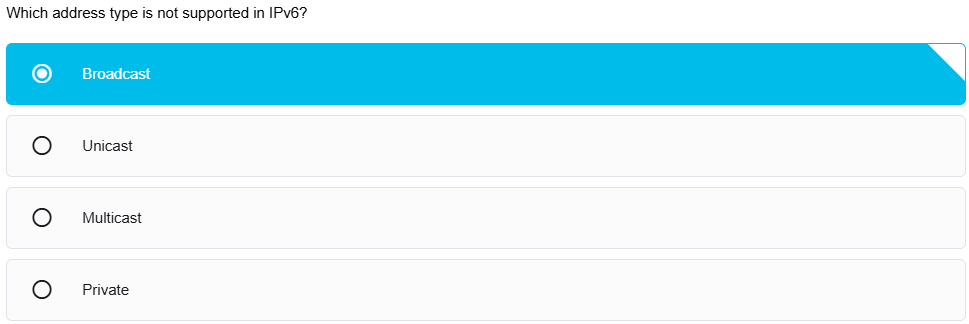 Which address type is not supported in IPv6?
Broadcast
Unicast
Multicast
Private